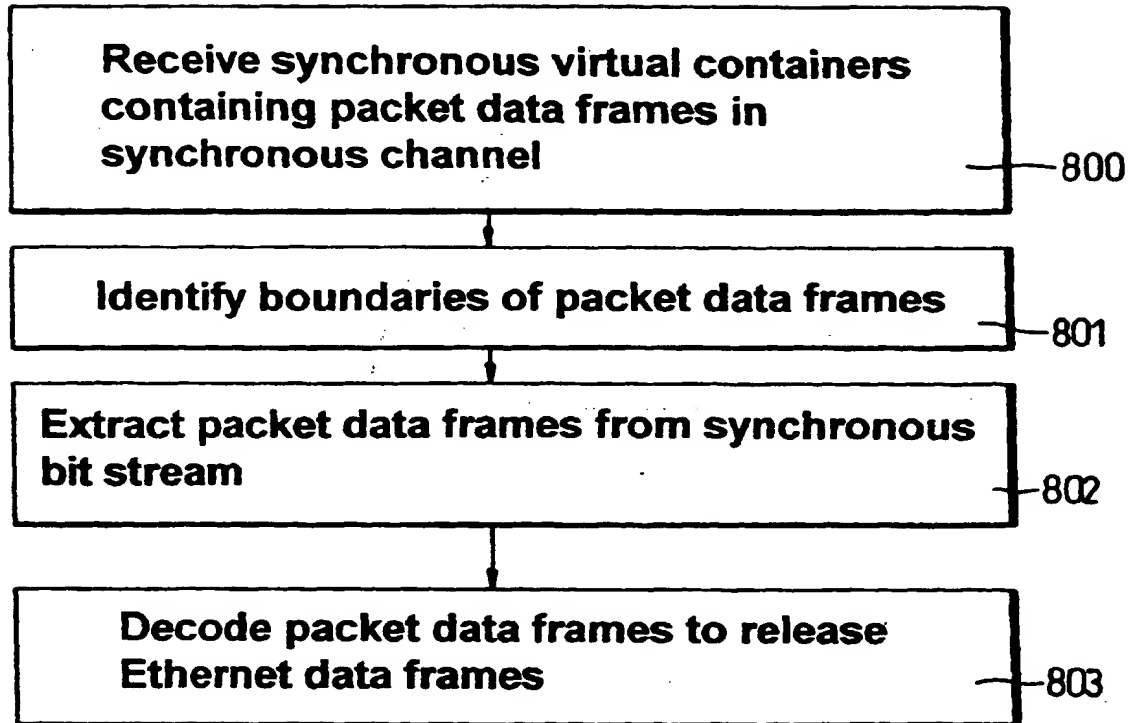 Receive synchronous virtual containers
containing packet data frames in
synchronous channel
800
Identify boundaries of packet data frames
801
Extract packet data frames from synchronous
bit stream
802
Decode packet data frames to release
Ethernet data frames
803